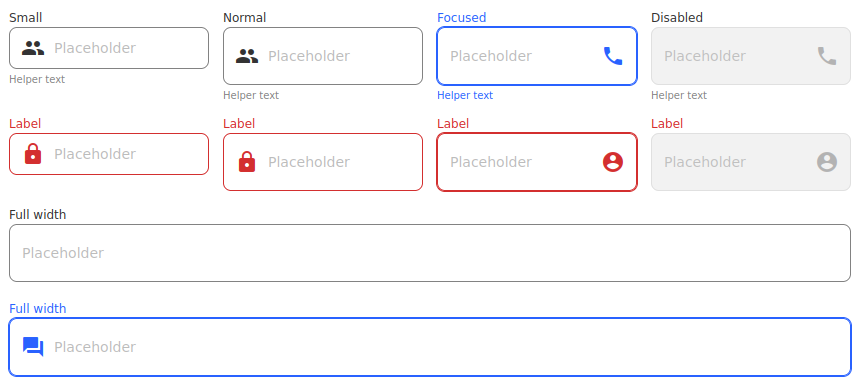 Small Normal Focused Disabled
Placeholder Placeholder Placeholder Placeholder
Helper text Helper text Helper text Helper text
Label Label Label Label
Placeholder Placeholder Placeholder Placeholder
Full width
Placeholder
Full width
Placeholder